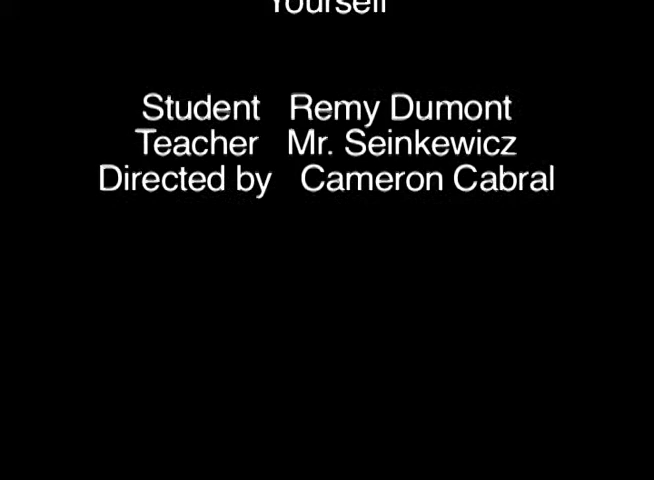 Yourself
Student Remy Dumont
Teacher Mr. Seinkewicz
Directed by Cameron Cabral